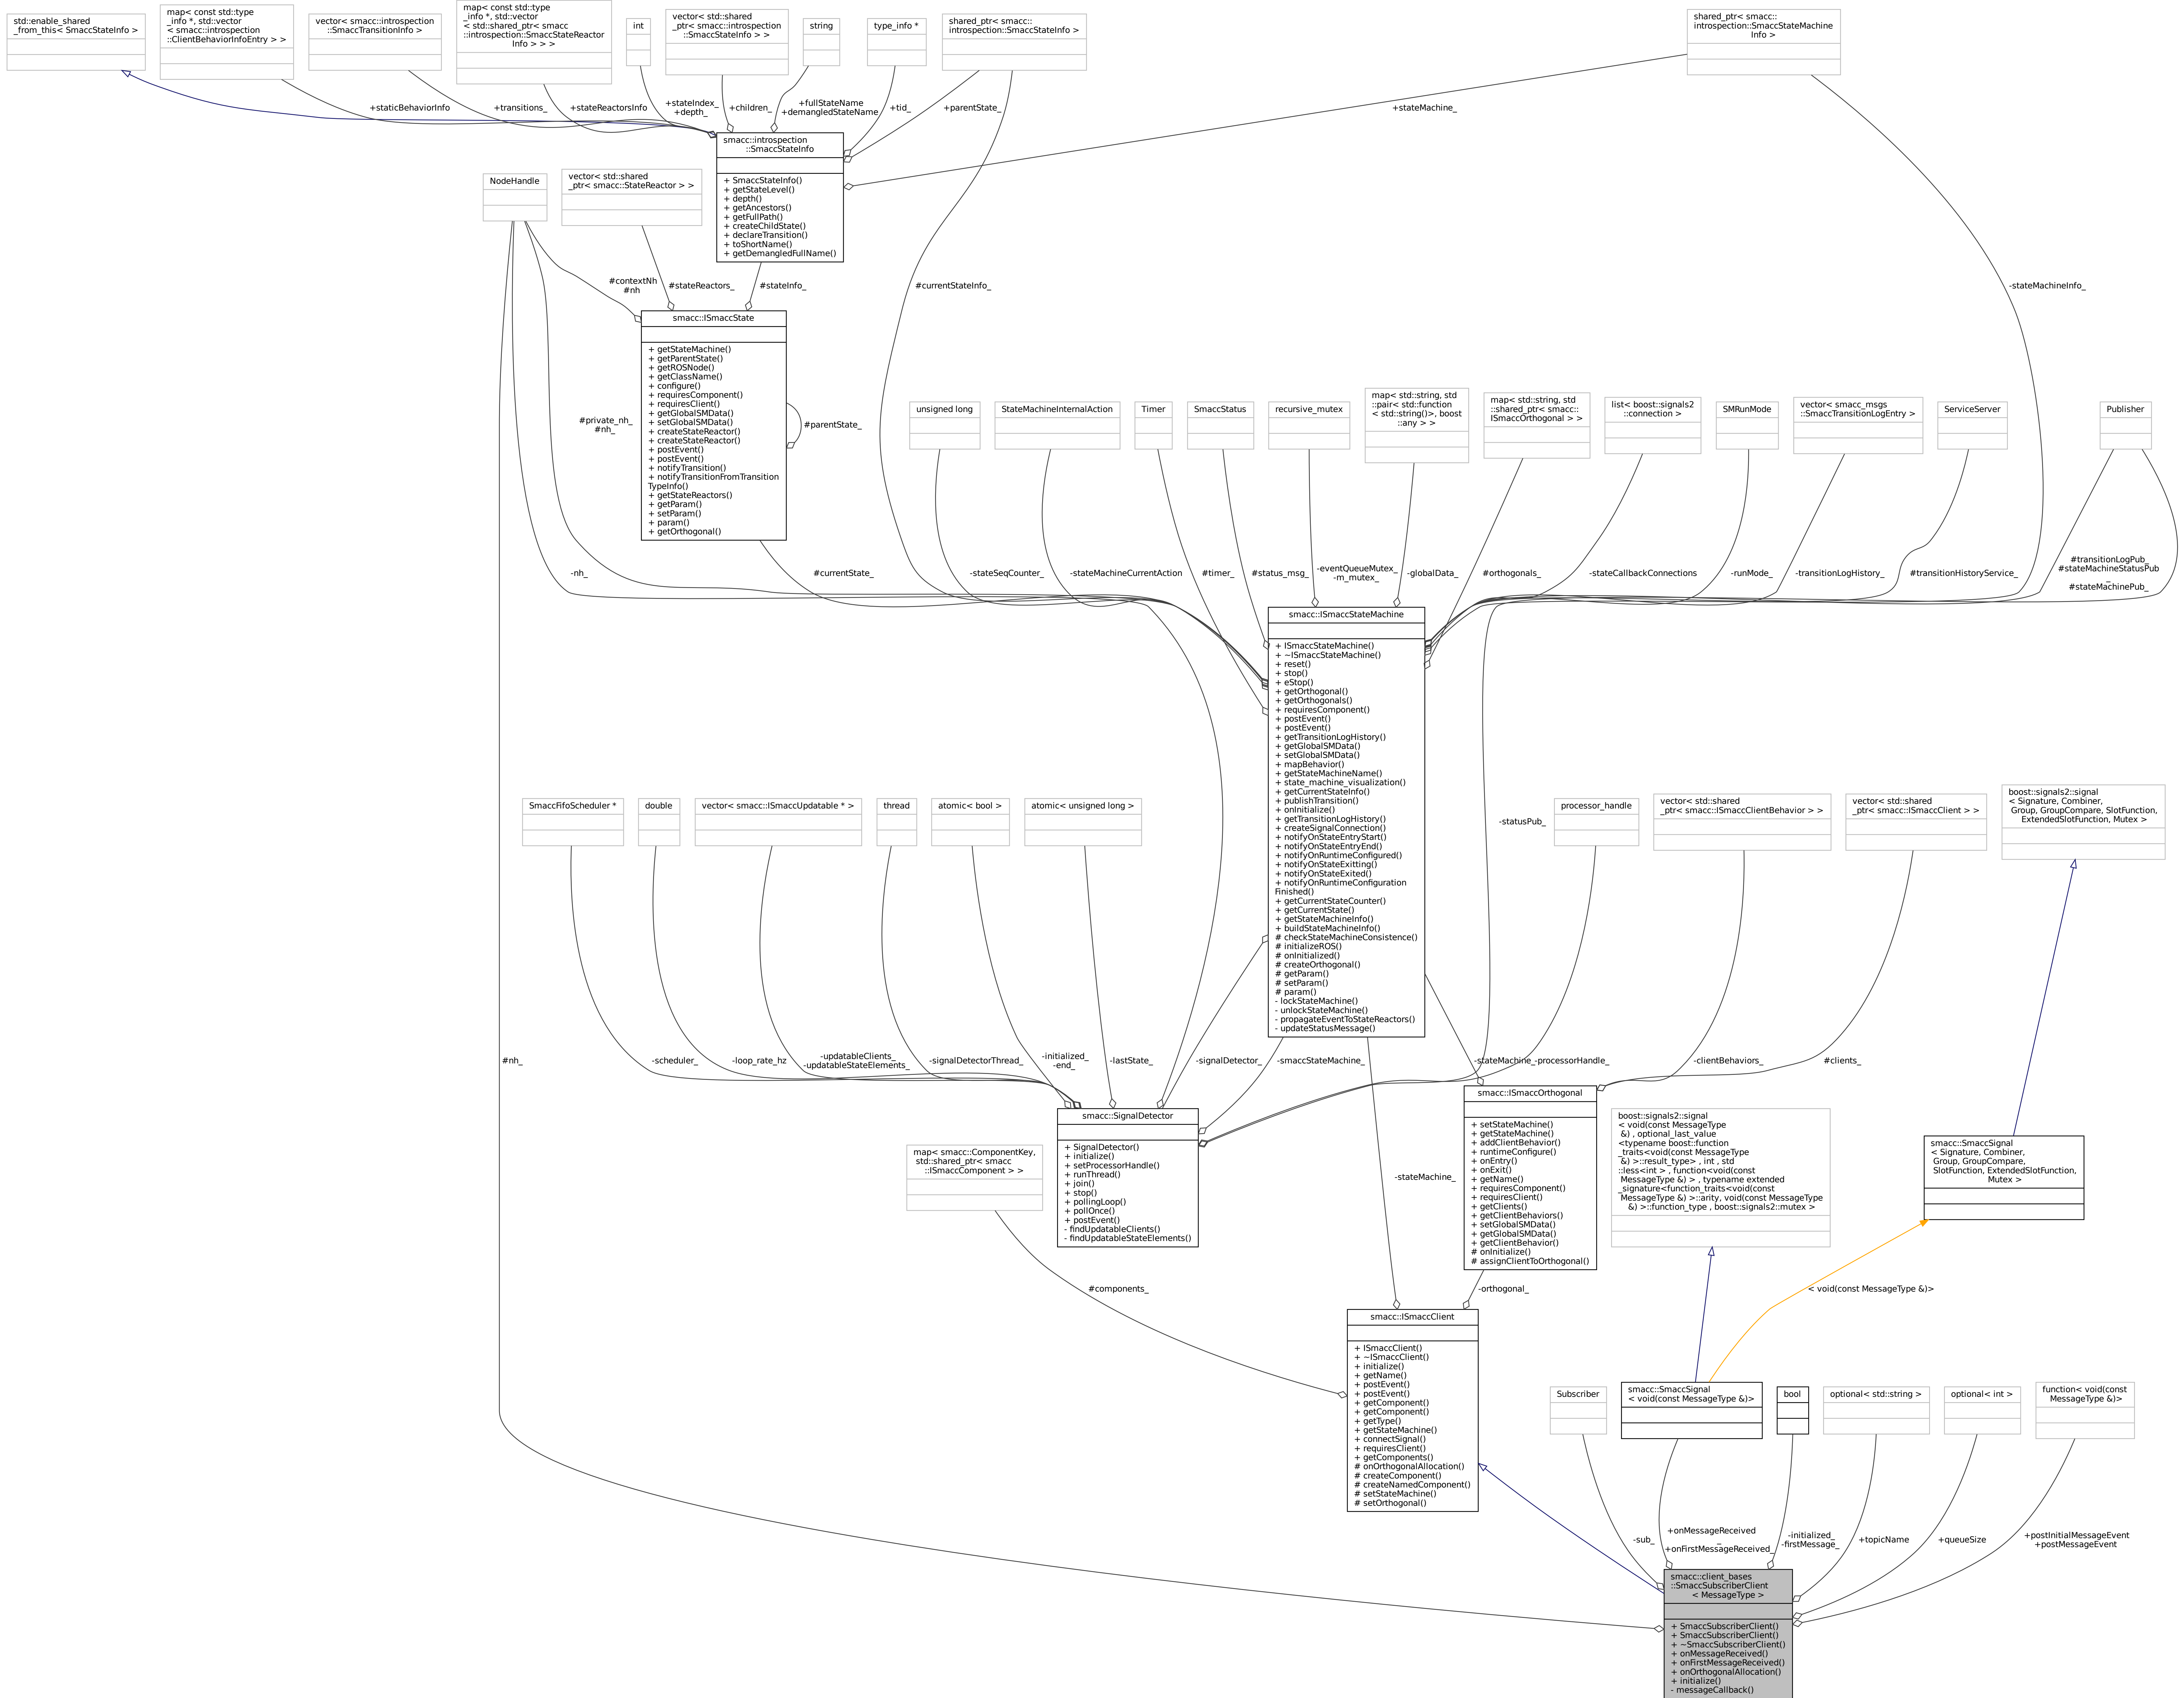 std::enable_shared
_from_this< SmaccStateInfo >
map< const std::type
_info *, std::vector
< smacc::introspection
::ClientBehaviorInfoEntry > >
vector< smacc::introspection
::SmaccTransitionInfo >
map< const std::type
_info *, std::vector
< std::shared_ptr< smacc
::introspection::SmaccStateReactor
Info > > >
int
vector< std::shared
_ptr< smacc::introspection
::SmaccStateInfo > >
string
type_info *
shared_ptr< smacc::
introspection::SmaccStateInfo >
shared_ptr< smacc::
introspection::SmaccStateMachine
Info >
+staticBehaviorInfo
+transitions_
+stateReactorsInfo
+stateIndex_
+depth_
+children_
+fullStateName
+demangledStateName
+tid_
+parentState_
+stateMachine_
smacc::introspection
::SmaccStateInfo
+ SmaccStateInfo()
+ getStateLevel()
+ depth()
+ getAncestors()
+ getFullPath()
+ createChildState()
+ declareTransition()
+ toShortName()
+ getDemangledFullName()
NodeHandle
vector< std::shared
_ptr< smacc::StateReactor > >
#contextNh
#nh
#stateReactors_
#stateInfo_
#currentStateInfo_
-stateMachineInfo_
smacc::ISmaccState
+ getStateMachine()
+ getParentState()
+ getROSNode()
+ getClassName()
+ configure()
+ requiresComponent()
+ requiresClient()
+ getGlobalSMData()
+ setGlobalSMData()
+ createStateReactor()
+ createStateReactor()
+ postEvent()
+ postEvent()
+ notifyTransition()
+ notifyTransitionFromTransition
TypeInfo()
+ getStateReactors()
+ getParam()
+ setParam()
+ param()
+ getOrthogonal()
#parentState_
#private_nh_
#nh_
unsigned long
StateMachineInternalAction
Timer
SmaccStatus
recursive_mutex
map< std::string, std
::pair< std::function
< std::string()>, boost
::any > >
map< std::string, std
::shared_ptr< smacc::
ISmaccOrthogonal > >
list< boost::signals2
::connection >
SMRunMode
vector< smacc_msgs
::SmaccTransitionLogEntry >
ServiceServer
Publisher
-nh_
#currentState_
-stateSeqCounter_
-stateMachineCurrentAction
#timer_
#status_msg_
-eventQueueMutex_
-m_mutex_
-globalData_
#orthogonals_
-stateCallbackConnections
-runMode_
-transitionLogHistory_
#transitionHistoryService_
#transitionLogPub_
#stateMachineStatusPub
_
#stateMachinePub_
smacc::ISmaccStateMachine
+ ISmaccStateMachine()
+ ~ISmaccStateMachine()
+ reset()
+ stop()
+ eStop()
+ getOrthogonal()
+ getOrthogonals()
+ requiresComponent()
+ postEvent()
+ postEvent()
+ getTransitionLogHistory()
+ getGlobalSMData()
+ setGlobalSMData()
+ mapBehavior()
+ getStateMachineName()
+ state_machine_visualization()
+ getCurrentStateInfo()
+ publishTransition()
+ onInitialize()
+ getTransitionLogHistory()
+ createSignalConnection()
+ notifyOnStateEntryStart()
+ notifyOnStateEntryEnd()
+ notifyOnRuntimeConfigured()
+ notifyOnStateExitting()
+ notifyOnStateExited()
+ notifyOnRuntimeConfiguration
Finished()
+ getCurrentStateCounter()
+ getCurrentState()
+ getStateMachineInfo()
+ buildStateMachineInfo()
# checkStateMachineConsistence()
# initializeROS()
# onInitialized()
# createOrthogonal()
# getParam()
# setParam()
# param()
- lockStateMachine()
- unlockStateMachine()
- propagateEventToStateReactors()
- updateStatusMessage()
SmaccFifoScheduler *
double
vector< smacc::ISmaccUpdatable * >
thread
atomic< bool >
atomic< unsigned long >
-statusPub_
processor_handle
vector< std::shared
_ptr< smacc::ISmaccClientBehavior > >
vector< std::shared
_ptr< smacc::ISmaccClient > >
boost::signals2::signal
< Signature, Combiner,
Group, GroupCompare, SlotFunction,
ExtendedSlotFunction, Mutex >
#nh_
-scheduler_
-loop_rate_hz
-updatableClients_
-updatableStateElements_
-signalDetectorThread_
-initialized_
-end_
-lastState_
-signalDetector_
-smaccStateMachine_
-stateMachine_
-processorHandle_
-clientBehaviors_
#clients_
smacc::SignalDetector
+ SignalDetector()
+ initialize()
+ setProcessorHandle()
+ runThread()
+ join()
+ stop()
+ pollingLoop()
+ pollOnce()
+ postEvent()
- findUpdatableClients()
- findUpdatableStateElements()
smacc::ISmaccOrthogonal
+ setStateMachine()
+ getStateMachine()
+ addClientBehavior()
+ runtimeConfigure()
+ onEntry()
+ onExit()
+ getName()
+ requiresComponent()
+ requiresClient()
+ getClients()
+ getClientBehaviors()
+ setGlobalSMData()
+ getGlobalSMData()
+ getClientBehavior()
# onInitialize()
# assignClientToOrthogonal()
map< smacc::ComponentKey,
std::shared_ptr< smacc
::ISmaccComponent > >
boost::signals2::signal
< void(const MessageType
&) , optional_last_value
<typename boost::function
_traits<void(const MessageType
&) >::result_type> , int , std
::less<int > , function<void(const
MessageType &) > , typename extended
_signature<function_traits<void(const
MessageType &) >::arity, void(const MessageType
&) >::function_type , boost::signals2::mutex >
smacc::SmaccSignal
< Signature, Combiner,
Group, GroupCompare,
SlotFunction, ExtendedSlotFunction,
Mutex >
-stateMachine_
#components_
-orthogonal_
< void(const MessageType &)>
smacc::ISmaccClient
+ ISmaccClient()
+ ~ISmaccClient()
+ initialize()
+ getName()
+ postEvent()
+ postEvent()
+ getComponent()
+ getComponent()
+ getType()
+ getStateMachine()
+ connectSignal()
+ requiresClient()
+ getComponents()
# onOrthogonalAllocation()
# createComponent()
# createNamedComponent()
# setStateMachine()
# setOrthogonal()
Subscriber
smacc::SmaccSignal
< void(const MessageType &)>
bool
optional< std::string >
optional< int >
function< void(const
MessageType &)>
-sub_
+onMessageReceived
_
+onFirstMessageReceived_
-initialized_
-firstMessage_
+topicName
+queueSize
+postInitialMessageEvent
+postMessageEvent
smacc::client_bases
::SmaccSubscriberClient
< MessageType >
+ SmaccSubscriberClient()
+ SmaccSubscriberClient()
+ ~SmaccSubscriberClient()
+ onMessageReceived()
+ onFirstMessageReceived()
+ onOrthogonalAllocation()
+ initialize()
- messageCallback()